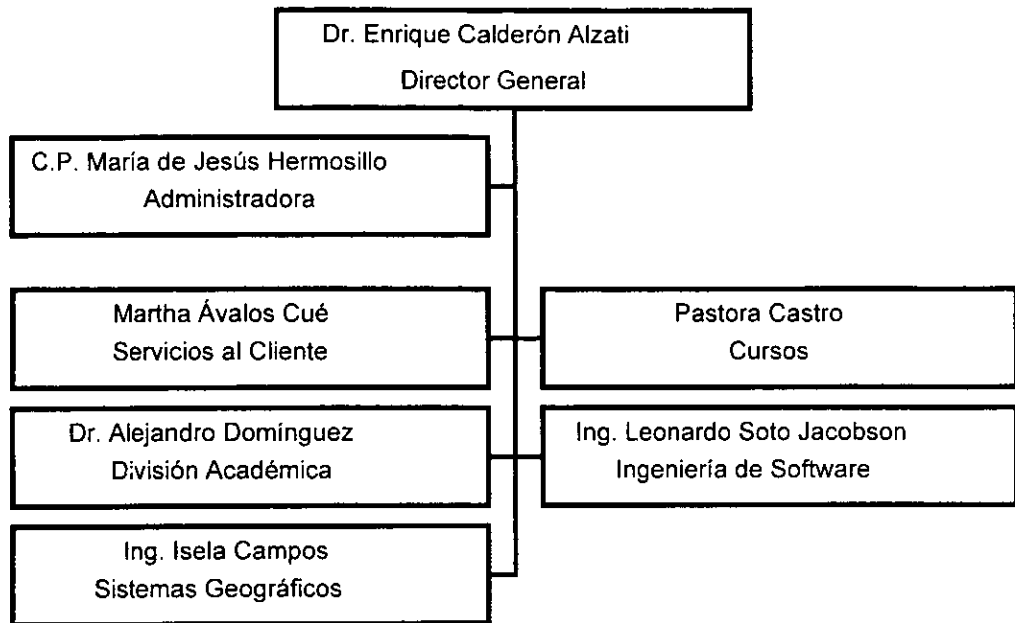 Dr. Enrique Calderón Alzati
Director General
C.P. María de Jesús Hermosillo
Administradora
Martha Ávalos Cué
Servicios al Cliente
Pastora Castro
Cursos
Dr. Alejandro Domínguez
División Académica
Ing. Leonardo Soto Jacobson
Ingeniería de Software
Ing. Isela Campos
Sistemas Geográficos